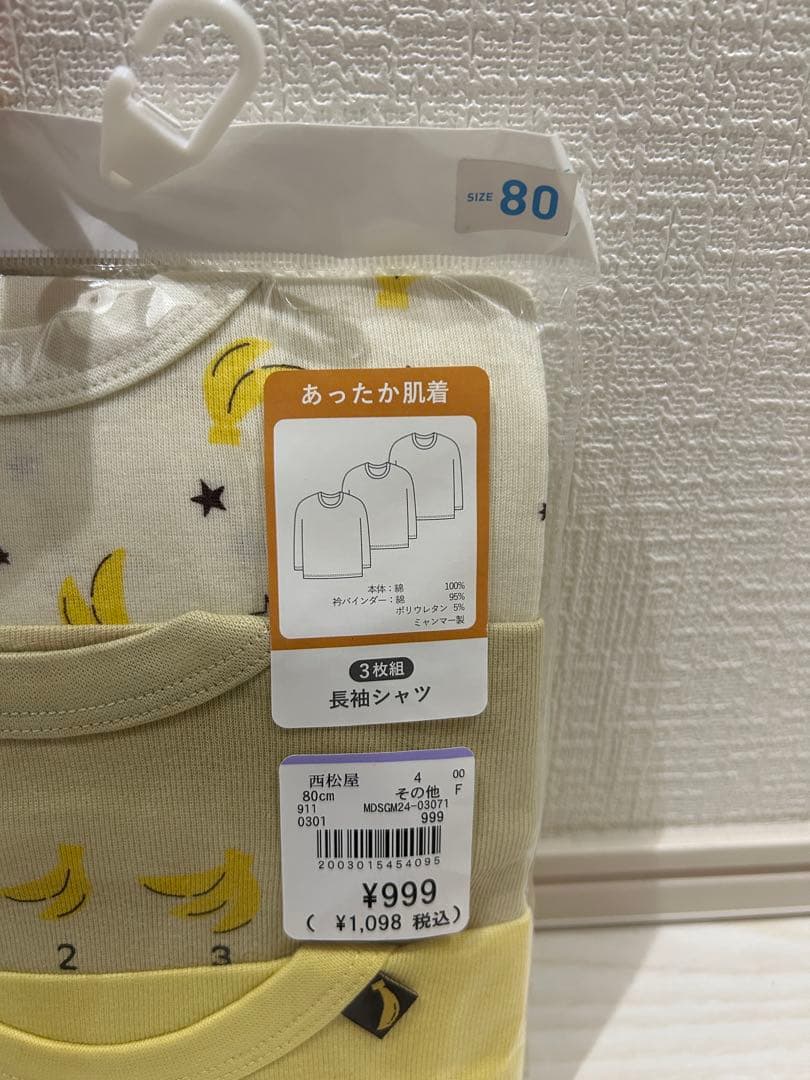 SIZE 80
あったか肌着
本体：綿 100%
衿バインダー：綿 95%
ポリウレタン 5%
ミャンマー製
3枚組
長袖シャツ
西松屋 4 00
80cm その他 F
911 MDSGM24-03071
0301 999
2003015454095
¥999
( ¥1,098 税込)
2 3